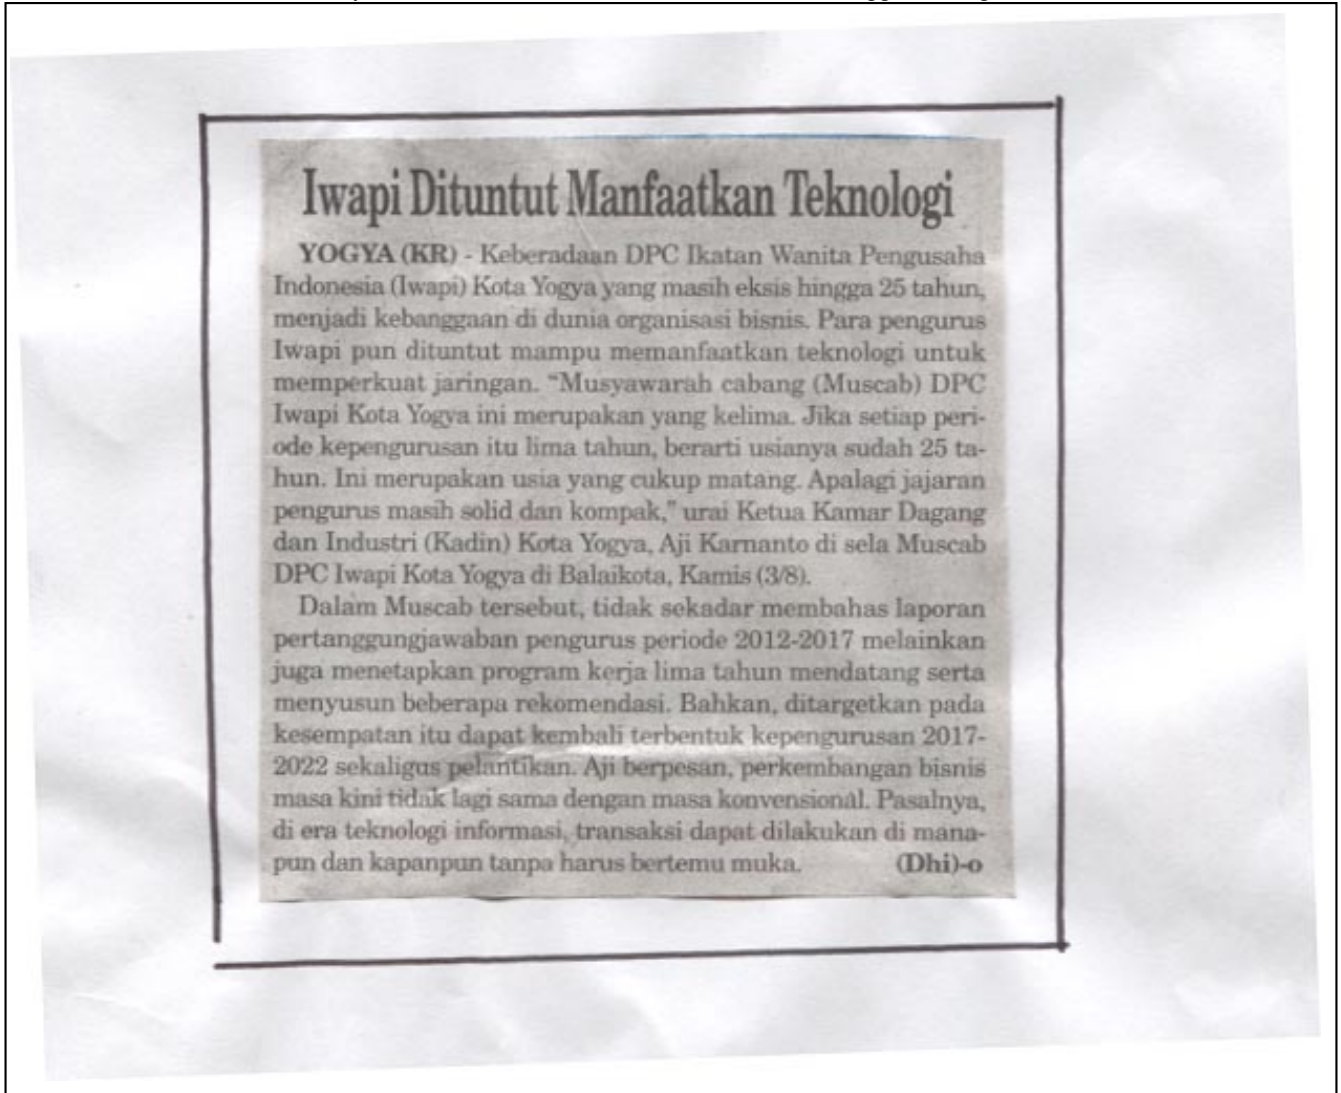 Iwapi Dituntut Manfaatkan Teknologi
YOGYA (KR) - Keberadaan DPC Ikatan Wanita Pengusaha
Indonesia (Iwapi) Kota Yogya yang masih eksis hingga 25 tahun,
menjadi kebanggaan di dunia organisasi bisnis. Para pengurus
Iwapi pun dituntut mampu memanfaatkan teknologi untuk
memperkuat jaringan. "Musyawarah cabang (Muscab) DPC
Iwapi Kota Yogya ini merupakan yang kelima. Jika setiap peri-
ode kepengurusan itu lima tahun, berarti usianya sudah 25 ta-
hun. Ini merupakan usia yang cukup matang. Apalagi jajaran
pengurus masih solid dan kompak," urai Ketua Kamar Dagang
dan Industri (Kadin) Kota Yogya, Aji Karnanto di sela Muscab
DPC Iwapi Kota Yogya di Balaikota, Kamis (3/8).
Dalam Muscab tersebut, tidak sekadar membahas laporan
pertanggungjawaban pengurus periode 2012-2017 melainkan
juga menetapkan program kerja lima tahun mendatang serta
menyusun beberapa rekomendasi. Bahkan, ditargetkan pada
kesempatan itu dapat kembali terbentuk kepengurusan 2017-
2022 sekaligus pelantikan. Aji berpesan, perkembangan bisnis
masa kini tidak lagi sama dengan masa konvensional. Pasalnya,
di era teknologi informasi, transaksi dapat dilakukan di mana-
pun dan kapanpun tanpa harus bertemu muka. (Dhi)-o